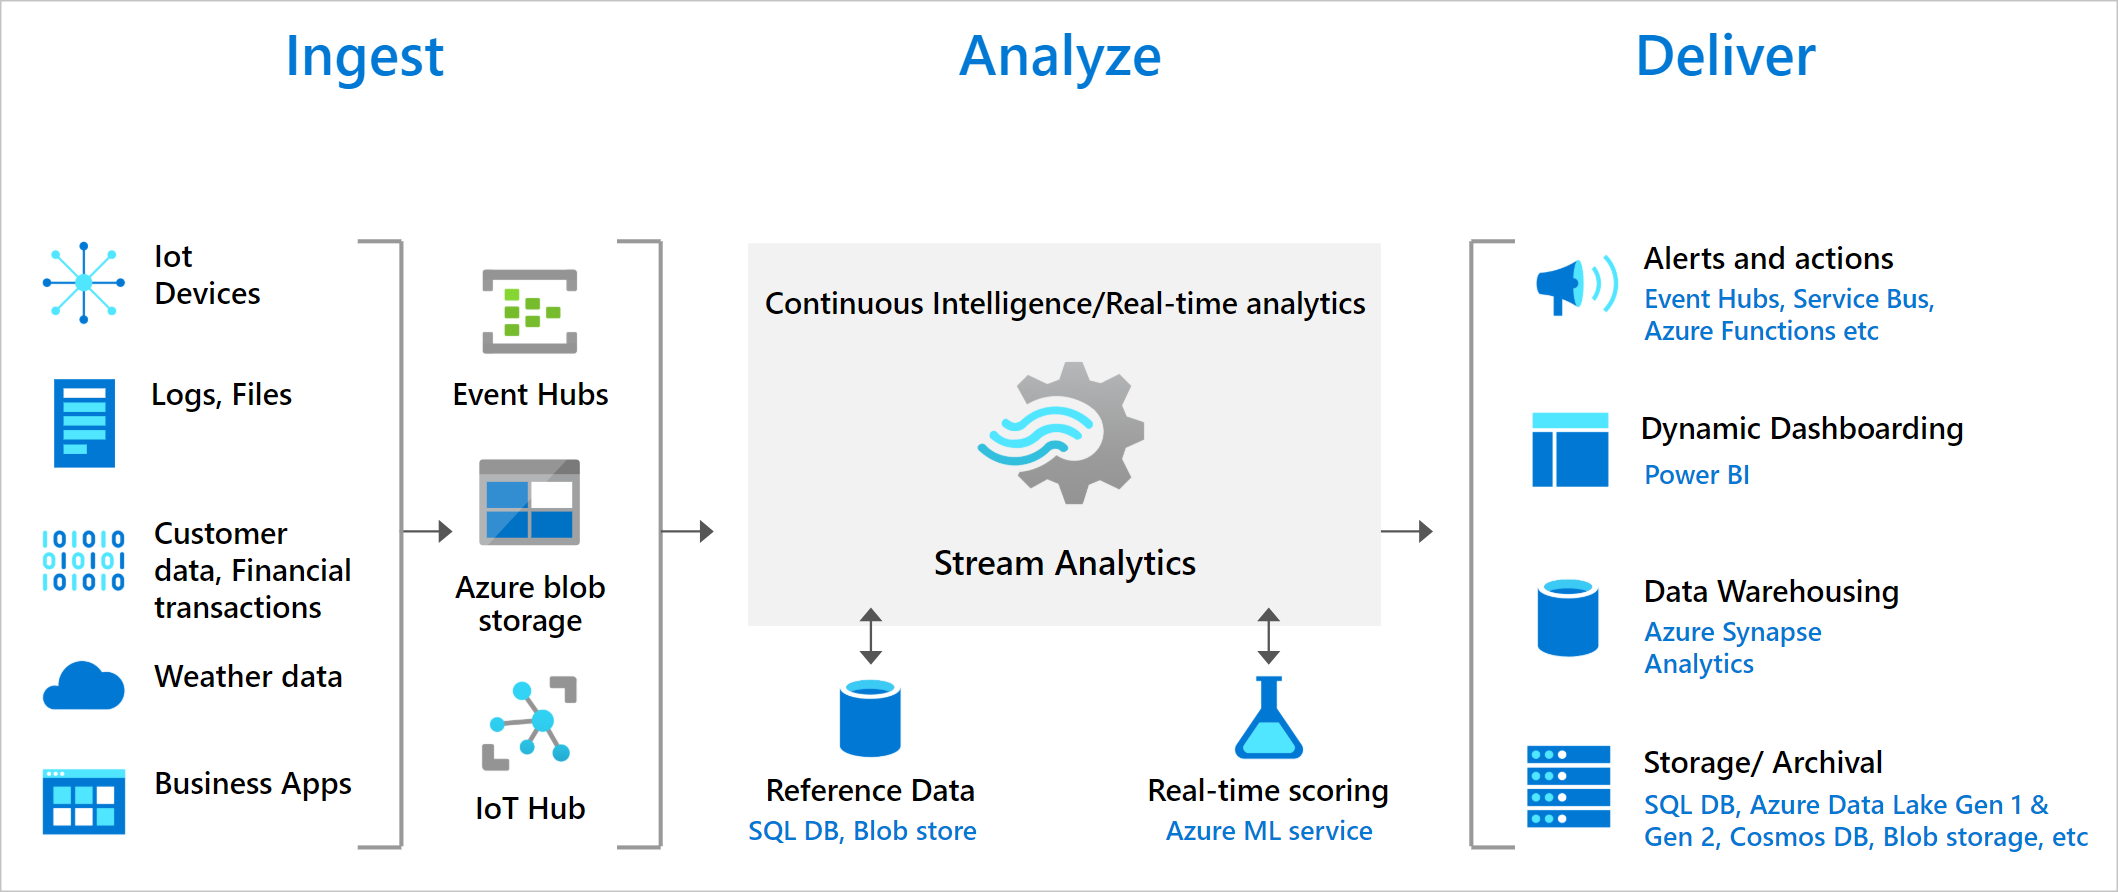 Ingest
Analyze
Deliver
Iot
Devices
Logs, Files
Customer
data, Financial
transactions
Weather data
Business Apps
Event Hubs
Azure blob
storage
IoT Hub
Continuous Intelligence/Real-time analytics
Stream Analytics
Reference Data
SQL DB, Blob store
Real-time scoring
Azure ML service
Alerts and actions
Event Hubs, Service Bus,
Azure Functions etc
Dynamic Dashboarding
Power BI
Data Warehousing
Azure Synapse
Analytics
Storage/ Archival
SQL DB, Azure Data Lake Gen 1 &
Gen 2, Cosmos DB, Blob storage, etc